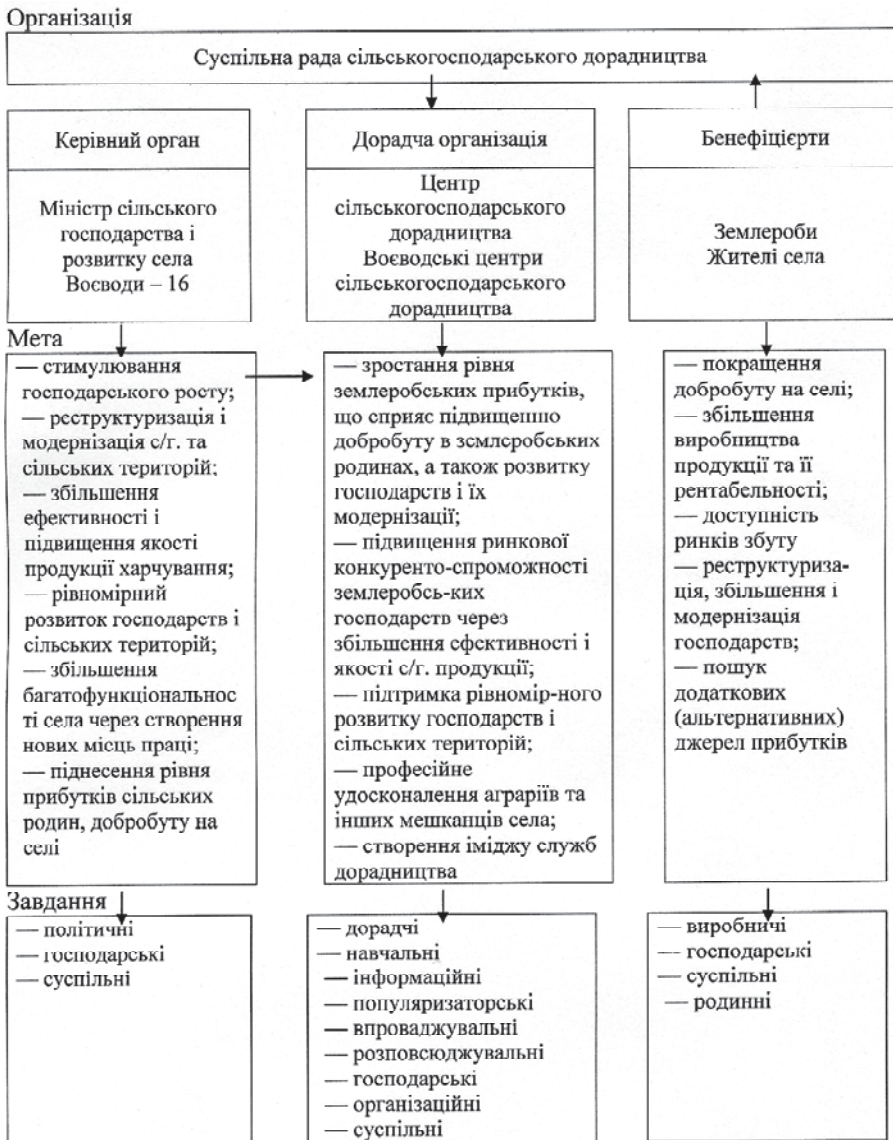 Організація
Суспільна рада сільськогосподарського дорадництва
Керівний орган
Міністр сільського
господарства і
розвитку села
Воєводи – 16
Дорадча організація
Центр
сільськогосподарського
дорадництва
Воєводські центри
сільськогосподарського
дорадництва
Бенефіцієрти
Землероби
Жителі села
Мета
— стимулювання
господарського росту;
— реструктуризація і
модернізація с/г. та
сільських територій;
— збільшення
ефективності і
підвищення якості
продукції харчування;
— рівномірний
розвиток господарств і
сільських територій;
— збільшення
багатофункціональнос
ті села через створення
нових місць праці;
— піднесення рівня
прибутків сільських
родин, добробуту на
селі
— зростання рівня
землеробських прибутків,
що сприяє підвищенню
добробуту в землеробських
родинах, а також розвитку
господарств і їх
модернізації;
— підвищення ринкової
конкуренто-спроможності
землеробсь-ких
господарств через
збільшення ефективності і
якості с/г. продукції;
— підтримка рівномір-ного
розвитку господарств і
сільських територій;
— професійне
удосконалення аграріїв та
інших мешканців села;
— створення іміджу служб
дорадництва
— покращення
добробуту на селі;
— збільшення
виробництва
продукції та її
рентабельності;
— доступність
ринків збуту
— реструктуриза-
ція, збільшення і
модернізація
господарств;
— пошук
додаткових
(альтернативних)
джерел прибутків
Завдання
— політичні
— господарські
— суспільні
— дорадчі
— навчальні
— інформаційні
— популяризаторські
— впроваджувальні
— розповсюджувальні
— господарські
— організаційні
— суспільні
— виробничі
— господарські
— суспільні
— родинні